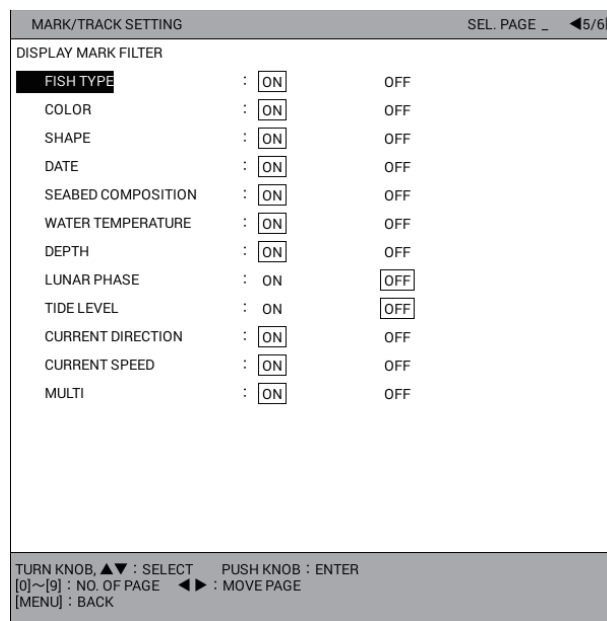 MARK/TRACK SETTING SEL. PAGE _ ◀5/6
DISPLAY MARK FILTER
FISH TYPE : ON OFF
COLOR : ON OFF
SHAPE : ON OFF
DATE : ON OFF
SEABED COMPOSITION : ON OFF
WATER TEMPERATURE : ON OFF
DEPTH : ON OFF
LUNAR PHASE : ON OFF
TIDE LEVEL : ON OFF
CURRENT DIRECTION : ON OFF
CURRENT SPEED : ON OFF
MULTI : ON OFF
TURN KNOB, ▲▼ : SELECT PUSH KNOB : ENTER
[0]～[9] : NO. OF PAGE ◀ ▶ : MOVE PAGE
[MENU] : BACK